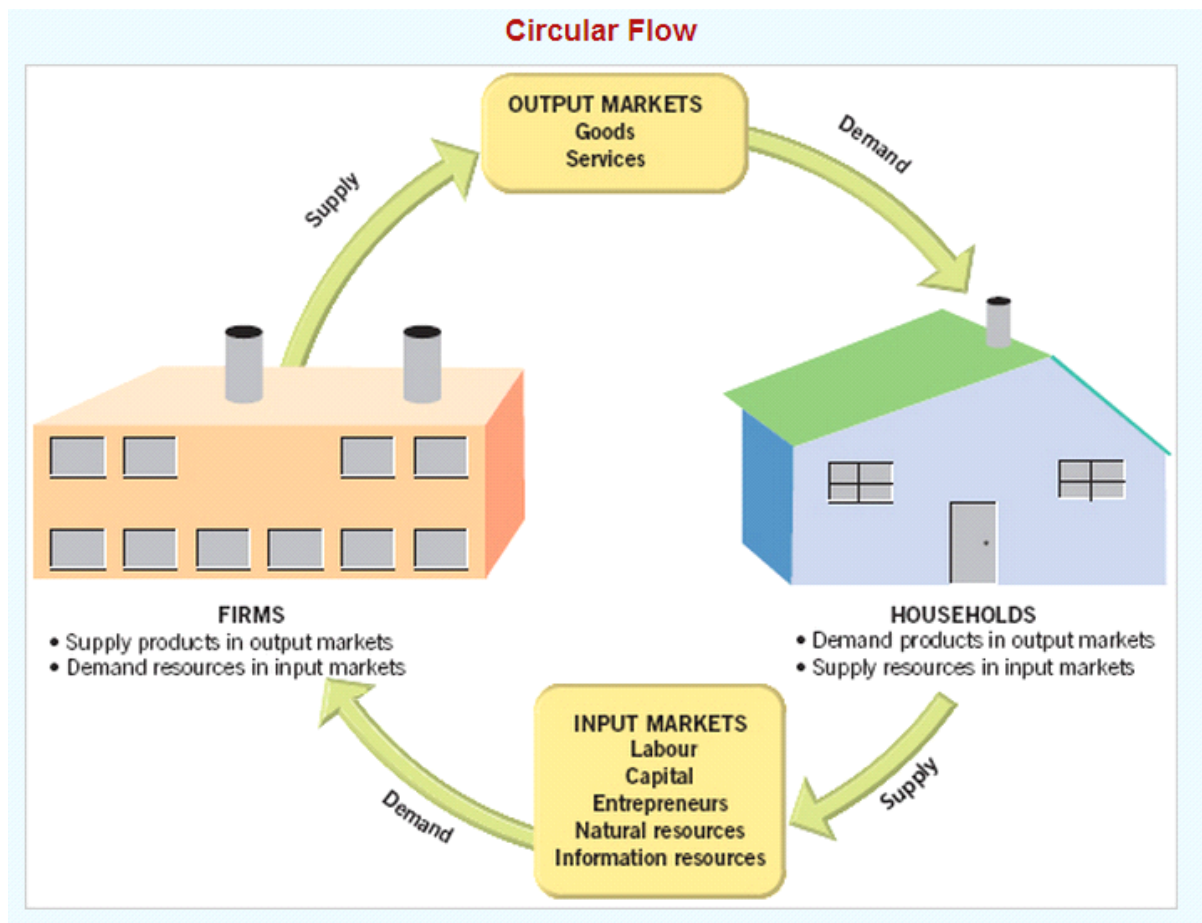 Circular Flow
OUTPUT MARKETS
Goods
Services
Supply
Demand
FIRMS
• Supply products in output markets
• Demand resources in input markets
HOUSEHOLDS
• Demand products in output markets
• Supply resources in input markets
INPUT MARKETS
Labour
Capital
Entrepreneurs
Natural resources
Information resources
Demand
Supply